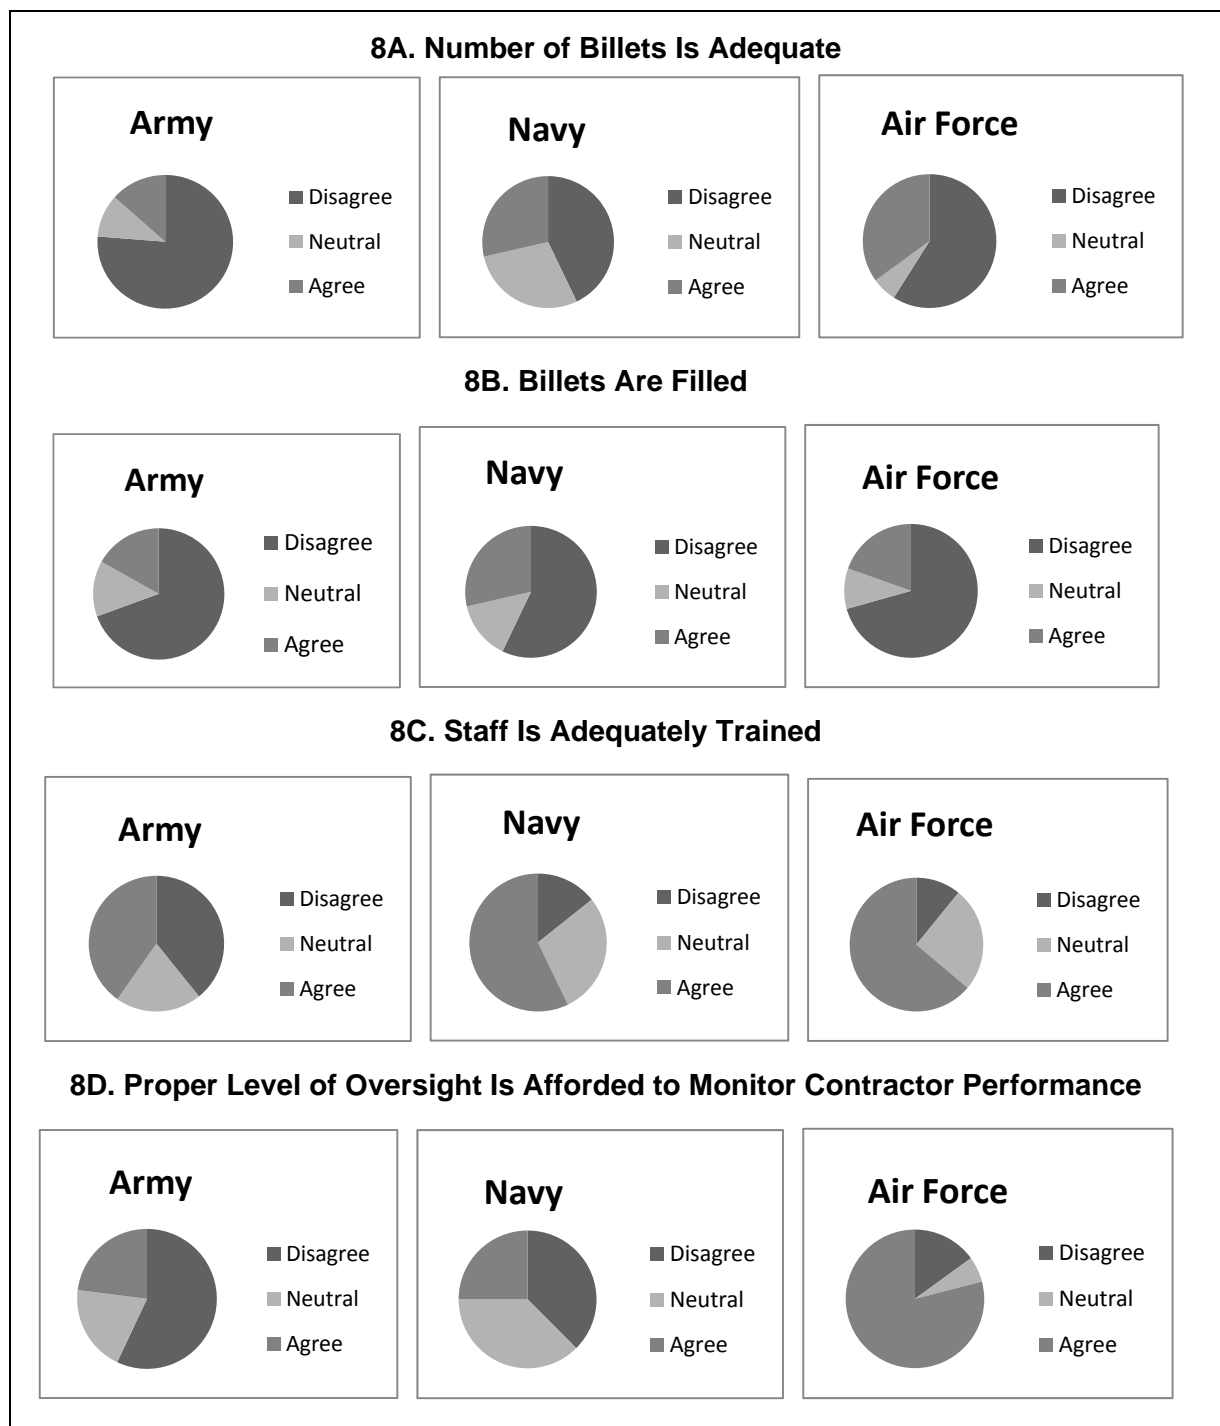 8A. Number of Billets Is Adequate
Army
Disagree
Neutral
Agree
Navy
Disagree
Neutral
Agree
Air Force
Disagree
Neutral
Agree
8B. Billets Are Filled
Army
Disagree
Neutral
Agree
Navy
Disagree
Neutral
Agree
Air Force
Disagree
Neutral
Agree
8C. Staff Is Adequately Trained
Army
Disagree
Neutral
Agree
Navy
Disagree
Neutral
Agree
Air Force
Disagree
Neutral
Agree
8D. Proper Level of Oversight Is Afforded to Monitor Contractor Performance
Army
Disagree
Neutral
Agree
Navy
Disagree
Neutral
Agree
Air Force
Disagree
Neutral
Agree